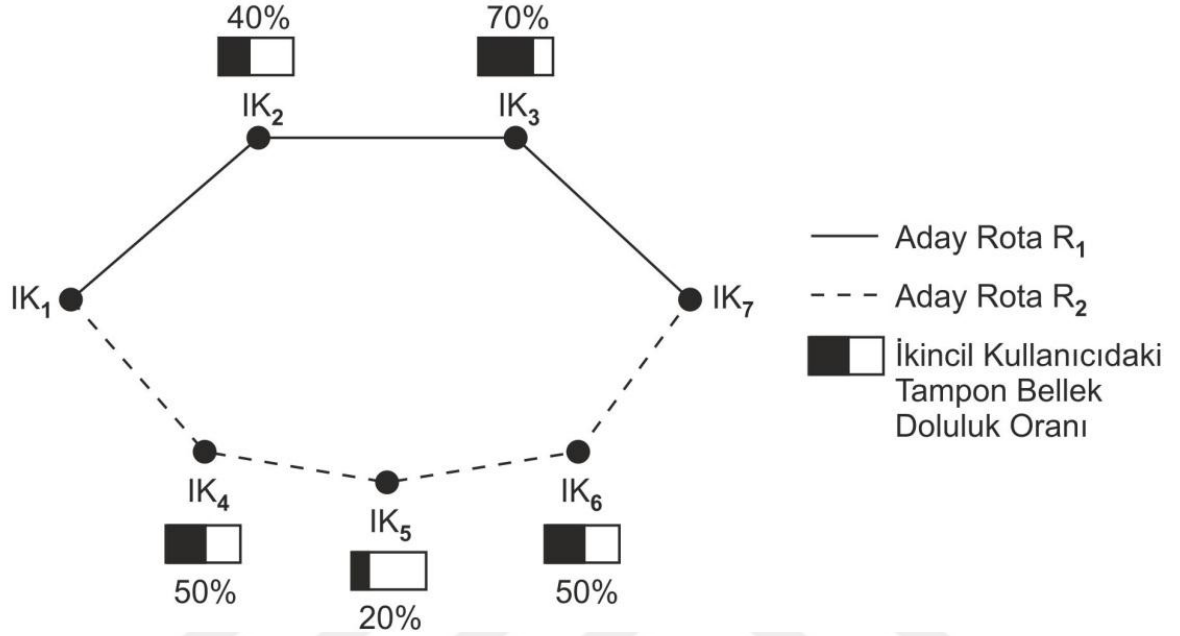 40%
70%
IK2
IK3
IK1
IK7
IK4
IK5
IK6
50%
20%
50%
Aday Rota R1
Aday Rota R2
İkincil Kullanıcıdaki
Tampon Bellek
Doluluk Oranı